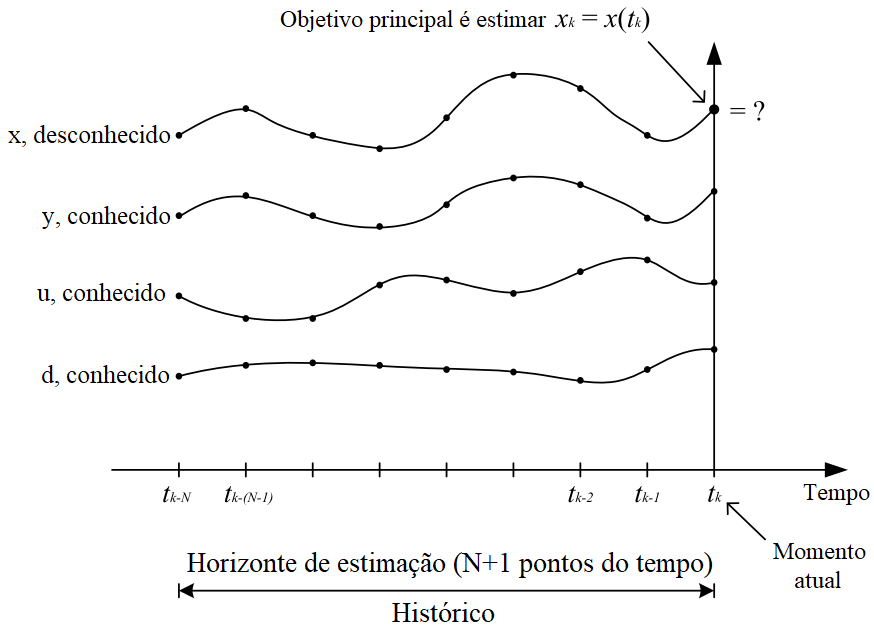 Objetivo principal é estimar xₖ = x(tₖ)
= ?
x, desconhecido
y, conhecido
u, conhecido
d, conhecido
tₖ₋N tₖ₋(N-1) tₖ₋₂ tₖ₋₁ tₖ Tempo
Momento
atual
Horizonte de estimação (N+1 pontos do tempo)
Histórico